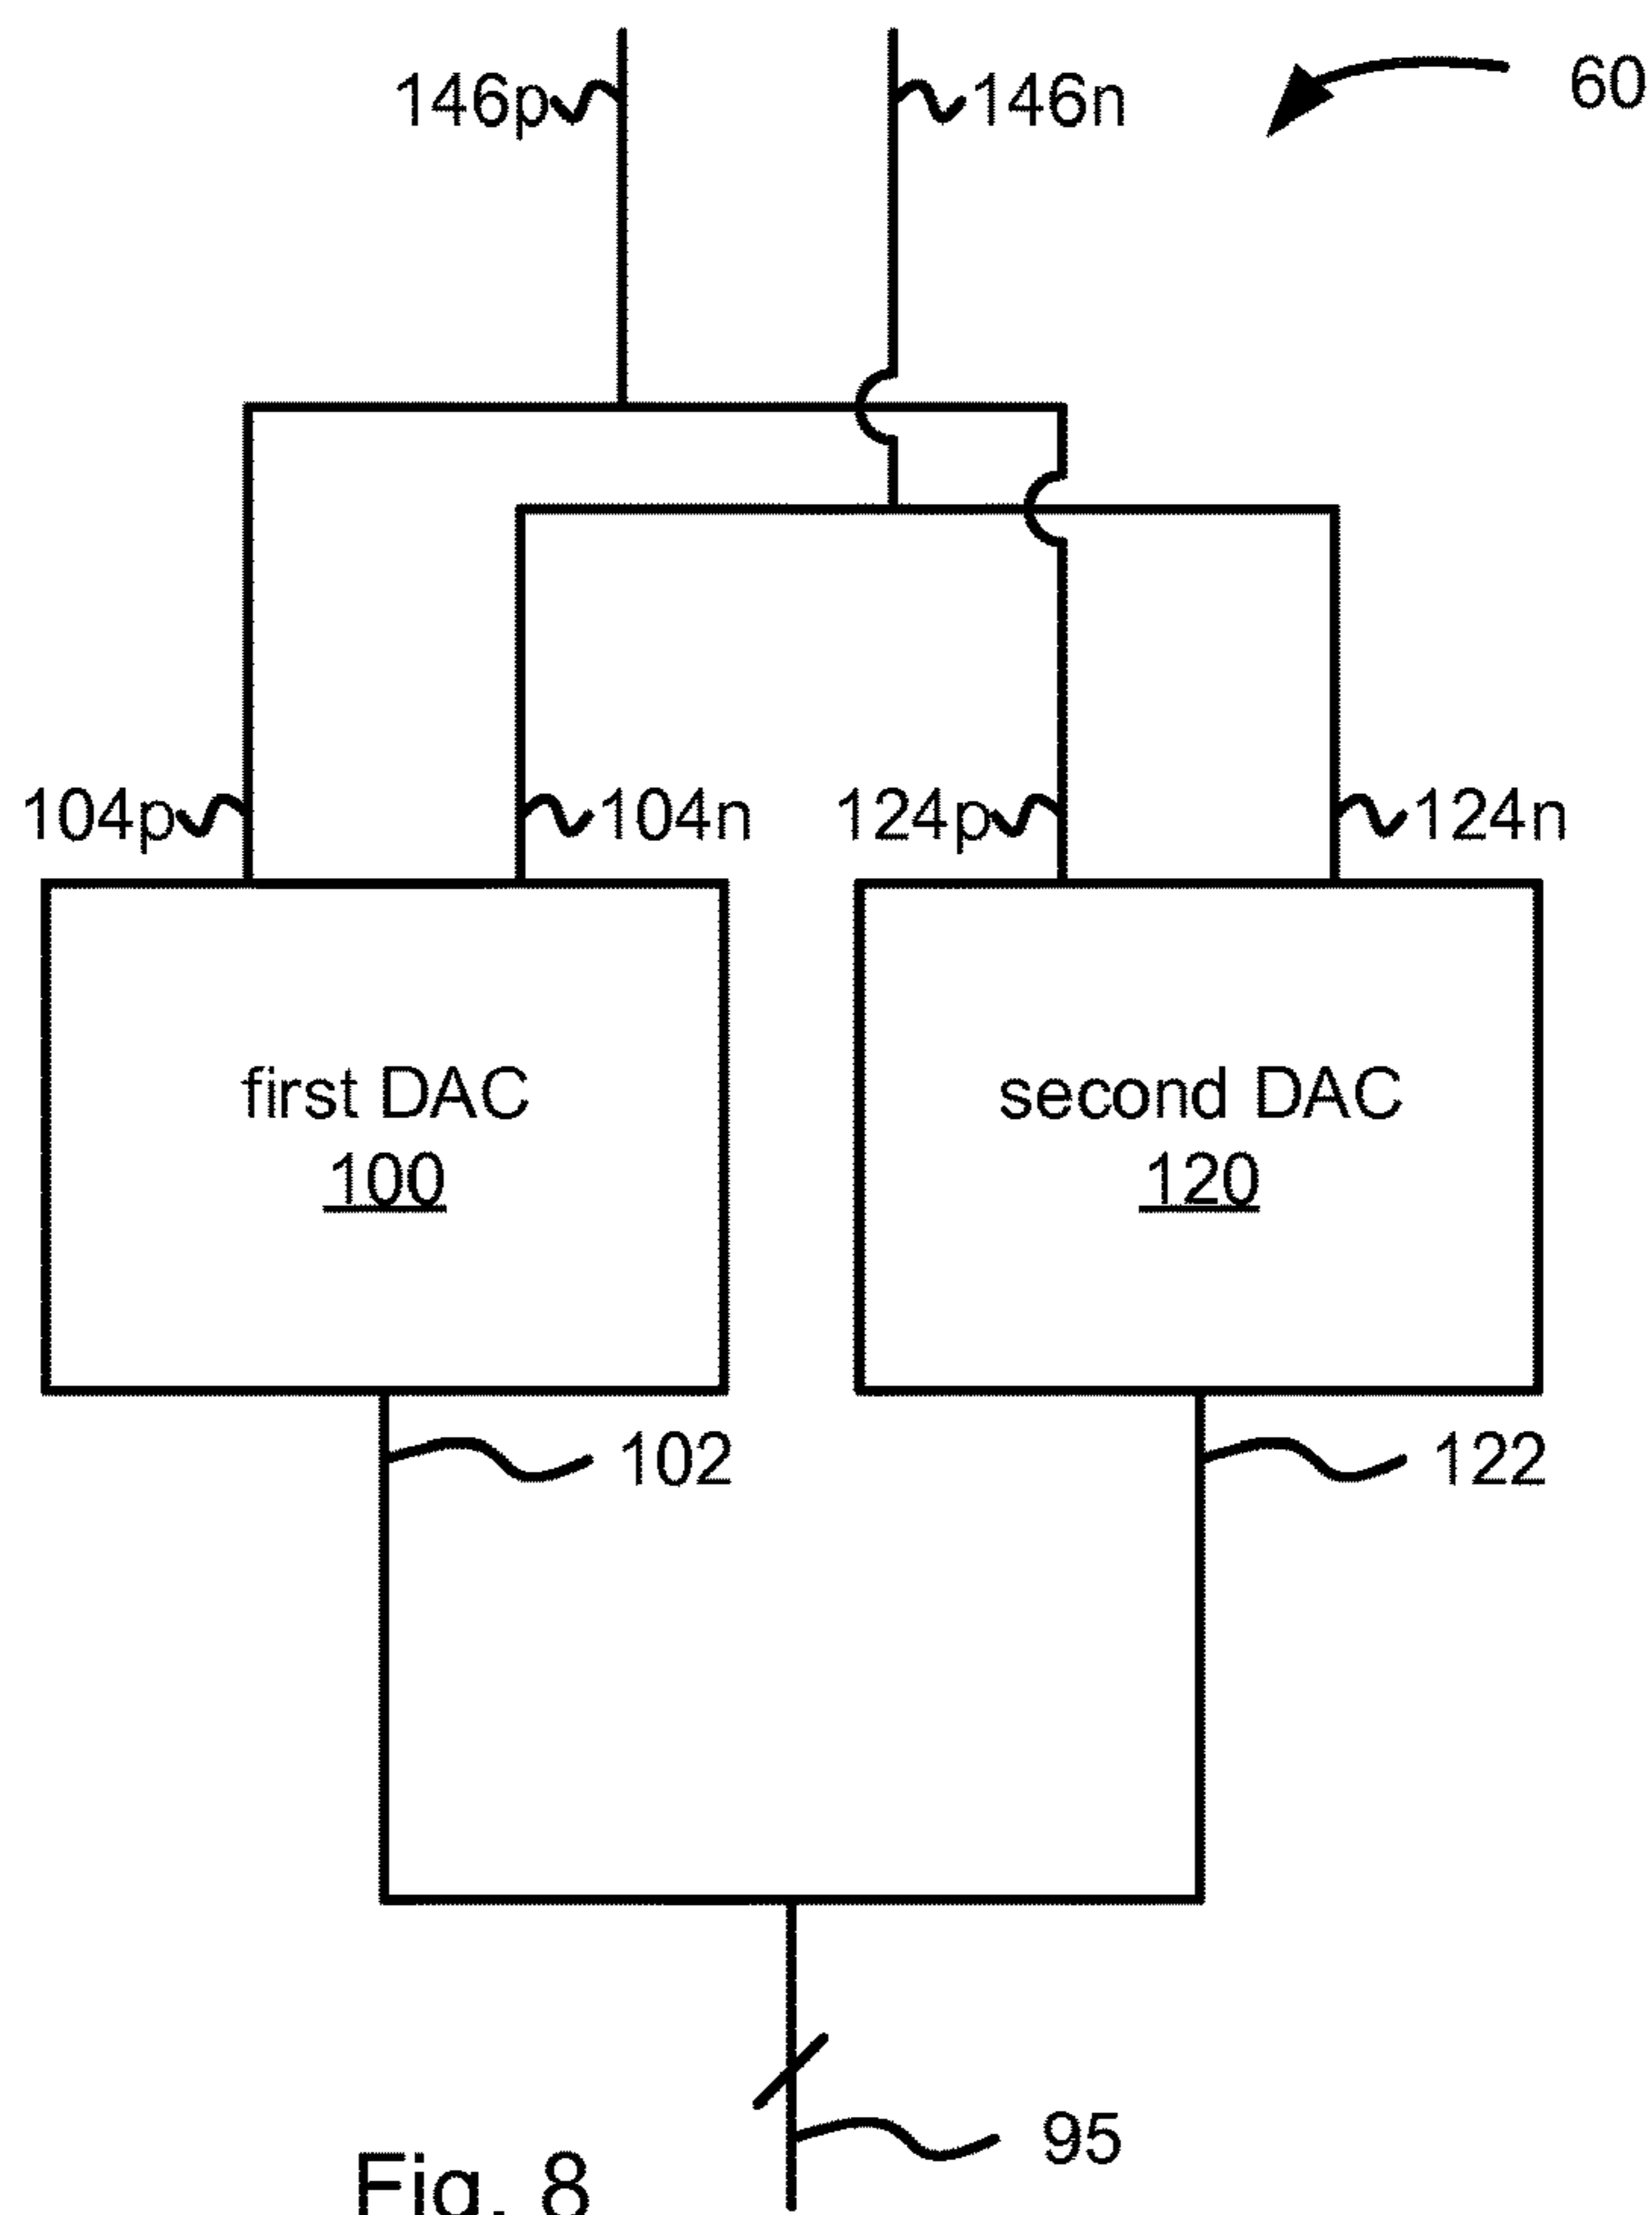 146p
146n
60
104p
104n
124p
124n
first DAC
100
second DAC
120
102
122
95
Fig. 8